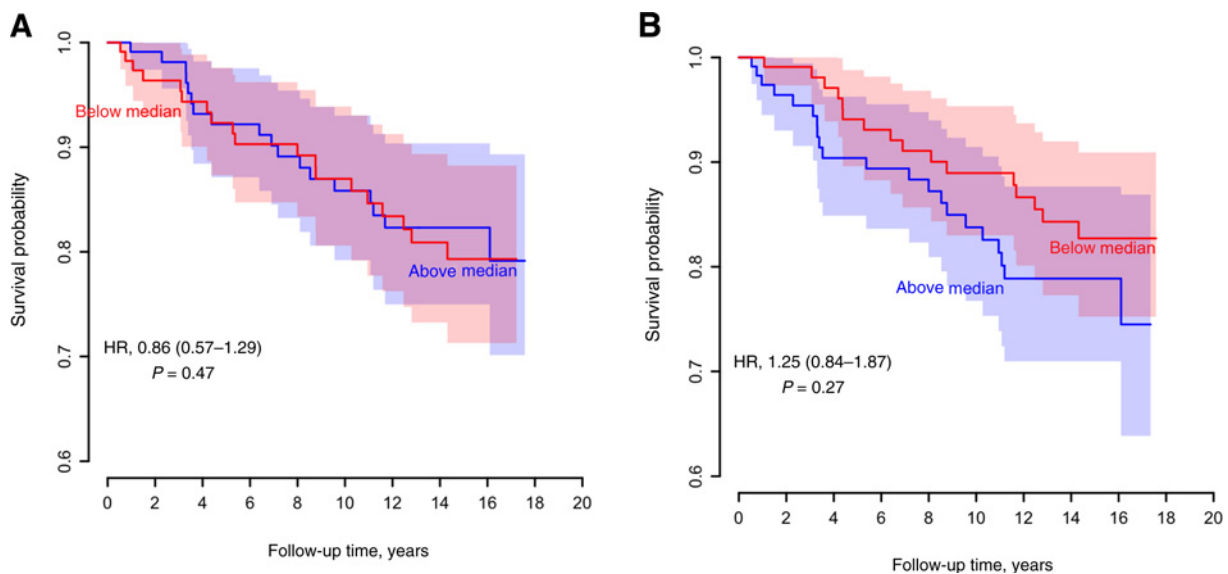 A
1.0
0.9
0.8
0.7
0.6
Survival probability
Below median
Above median
HR, 0.86 (0.57–1.29)
P = 0.47
0 2 4 6 8 10 12 14 16 18 20
Follow-up time, years
B
1.0
0.9
0.8
0.7
0.6
Survival probability
Below median
Above median
HR, 1.25 (0.84–1.87)
P = 0.27
0 2 4 6 8 10 12 14 16 18 20
Follow-up time, years